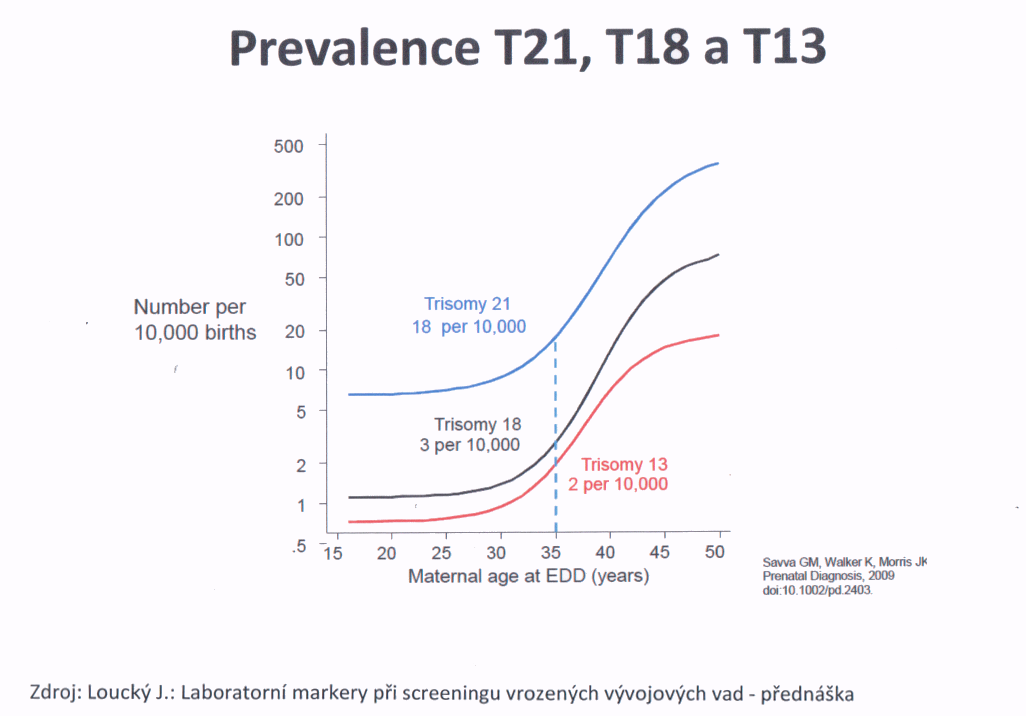 Prevalence T21, T18 a T13
500
200
100
50
20
10
5
2
1
.5
Number per
10,000 births
Trisomy 21
18 per 10,000
Trisomy 18
3 per 10,000
Trisomy 13
2 per 10,000
15 20 25 30 35 40 45 50
Maternal age at EDD (years)
Savva GM, Walker K, Morris JK
Prenatal Diagnosis, 2009
doi:10.1002/pd.2403.
Zdroj: Loucký J.: Laboratorní markery při screeningu vrozených vývojových vad - přednáška